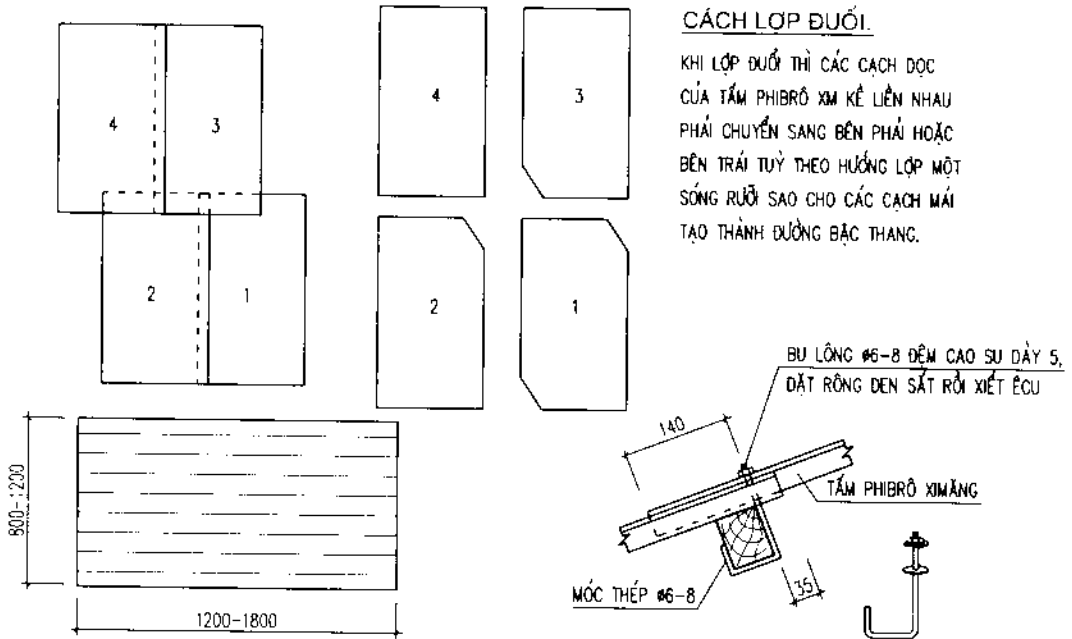 CÁCH LỢP ĐUỔI.
KHI LỢP ĐUỔI THÌ CÁC CẠCH DỌC
CỦA TẤM PHIBRÔ XM KỀ LIỀN NHAU
PHẢI CHUYỂN SANG BÊN PHẢI HOẶC
BÊN TRÁI TUỲ THEO HƯỚNG LỢP MỘT
SÓNG RƯỠI SAO CHO CÁC CẠCH MÁI
TẠO THÀNH ĐƯỜNG BẬC THANG.
4
3
2
1
4
3
2
1
800-1200
1200-1800
BU LÔNG ø6-8 ĐỆM CAO SU DÀY 5,
ĐẶT RÔNG ĐEN SẮT RỒI XIẾT ÊCU
140
TẤM PHIBRÔ XIMĂNG
MÓC THÉP ø6-8
35